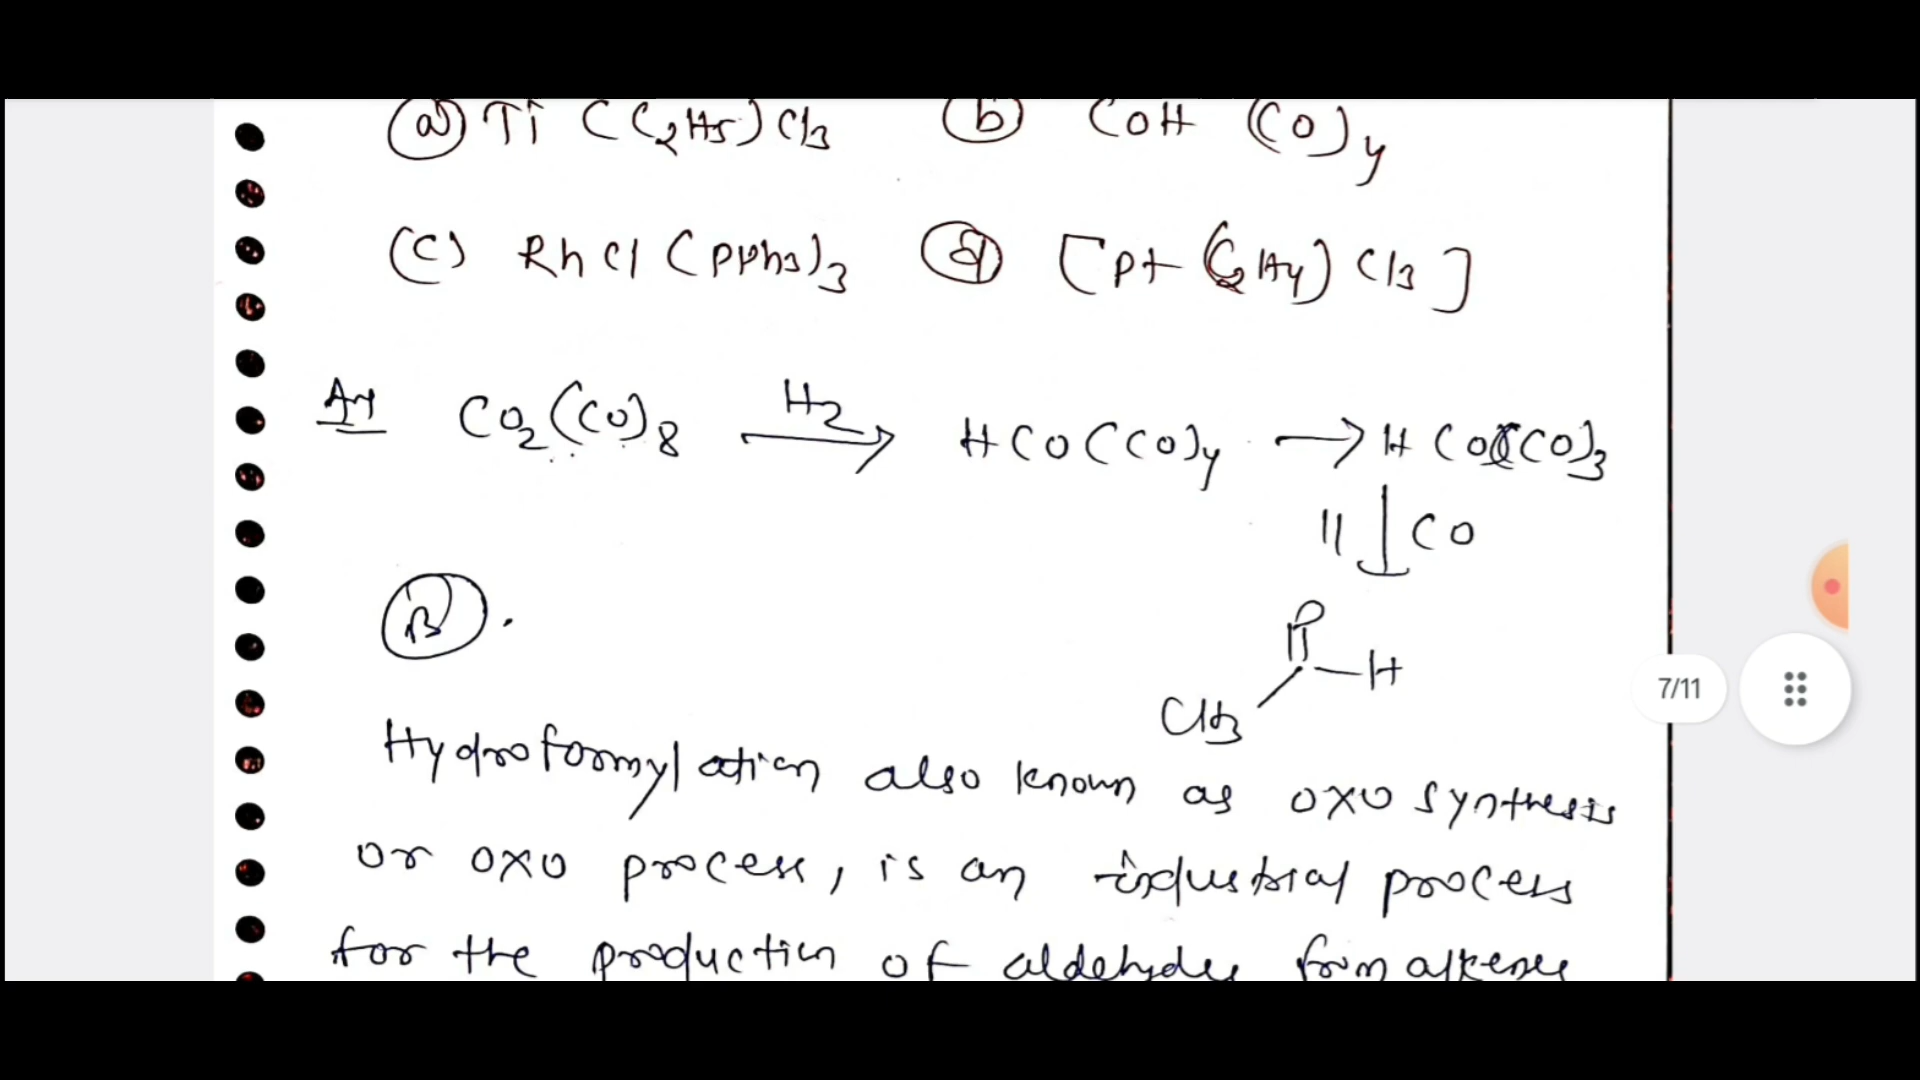 (a) Ti (C2H5) Cl3 (b) CoH (CO)4
(c) RhCl (PPh3)3 (d) [Pt (C2H4) Cl3]
Ans Co2(CO)8 H2→ HCo(CO)4 → HCo(CO)3
|| ↓ CO
(B).
O
H
CH3
Hydroformylation also known as oxo synthesis
or oxo process, is an industrial process
7/11
for the production of aldehydes from alkenes